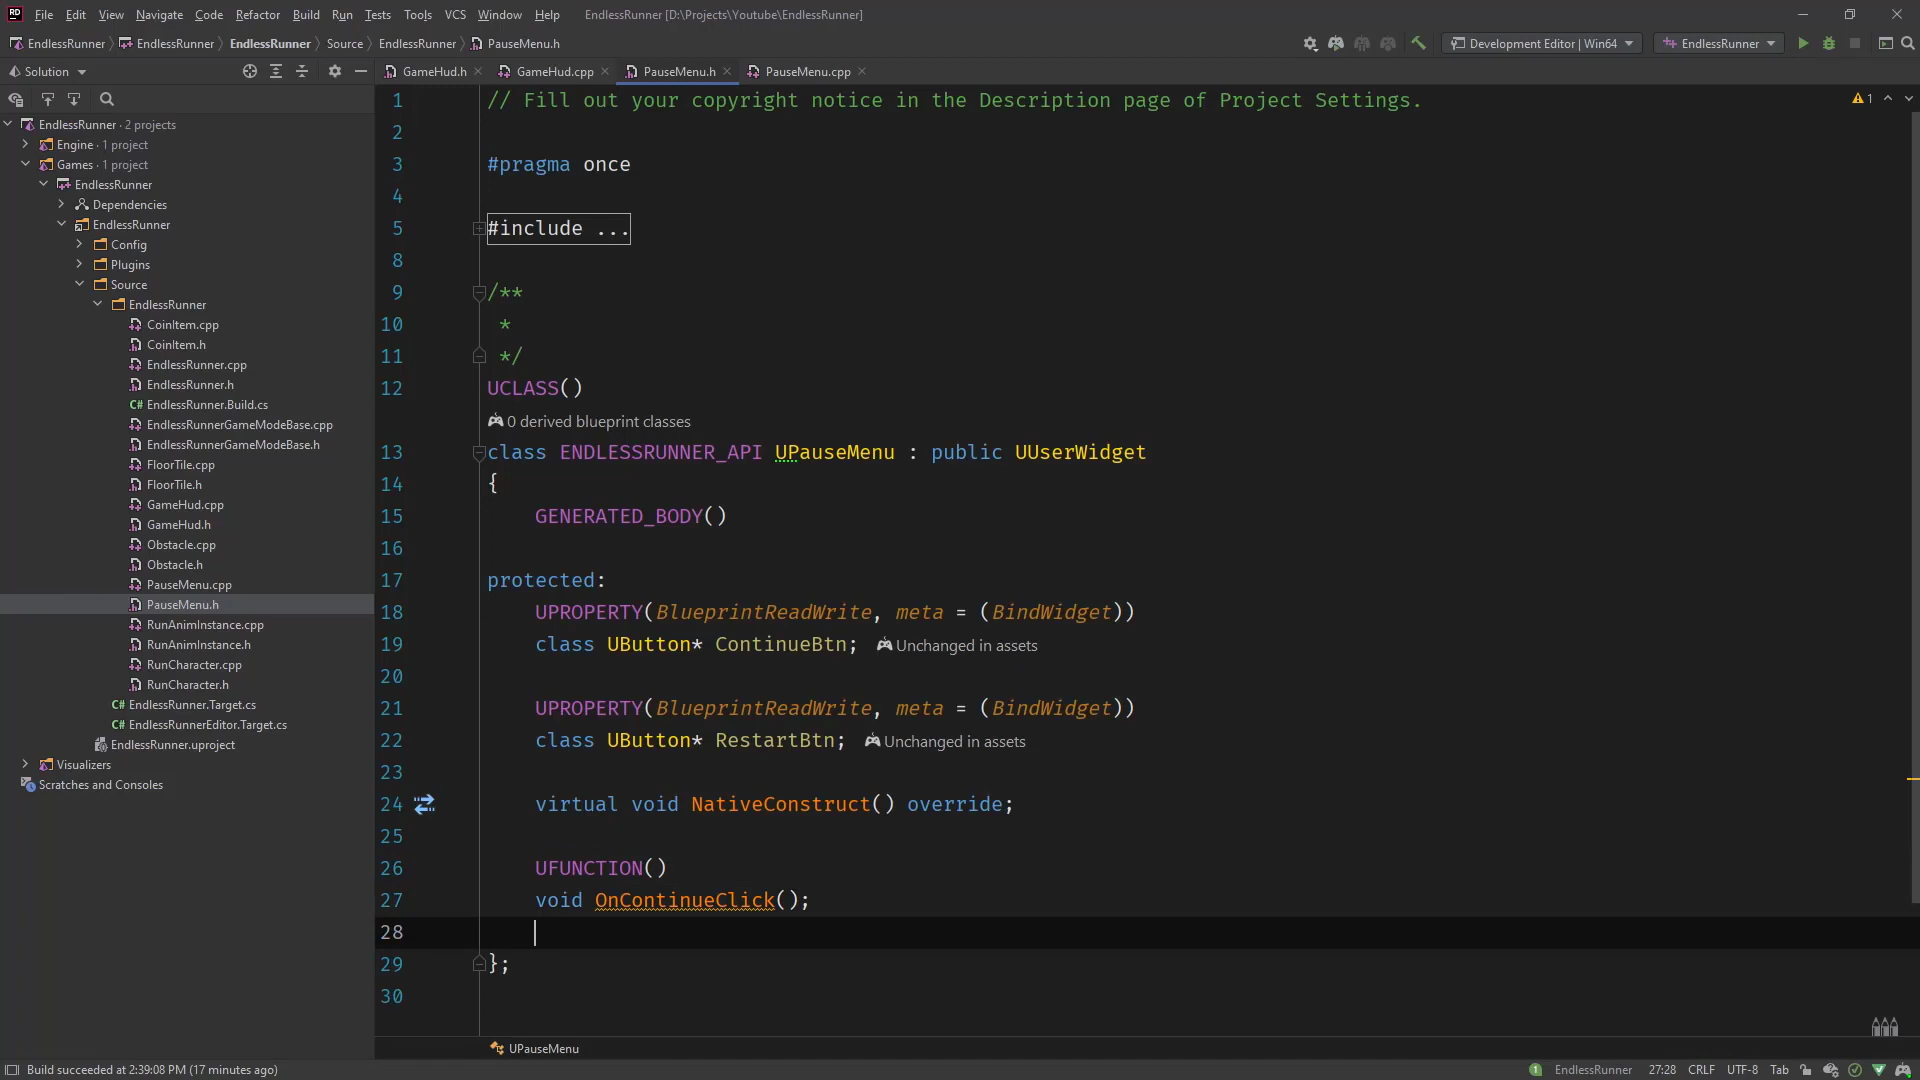 File Edit View Navigate Code Refactor Build Run Tests Tools VCS Window Help EndlessRunner [D:\Projects\Youtube\EndlessRunner]
EndlessRunner EndlessRunner EndlessRunner Source EndlessRunner PauseMenu.h Development Editor | Win64 EndlessRunner
Solution
GameHud.h GameHud.cpp PauseMenu.h PauseMenu.cpp
EndlessRunner · 2 projects
Engine · 1 project
Games · 1 project
EndlessRunner
Dependencies
EndlessRunner
Config
Plugins
Source
EndlessRunner
CoinItem.cpp
CoinItem.h
EndlessRunner.cpp
EndlessRunner.h
C# EndlessRunner.Build.cs
EndlessRunnerGameModeBase.cpp
EndlessRunnerGameModeBase.h
FloorTile.cpp
FloorTile.h
GameHud.cpp
GameHud.h
Obstacle.cpp
Obstacle.h
PauseMenu.cpp
PauseMenu.h
RunAnimInstance.cpp
RunAnimInstance.h
RunCharacter.cpp
RunCharacter.h
C# EndlessRunner.Target.cs
C# EndlessRunnerEditor.Target.cs
EndlessRunner.uproject
Visualizers
Scratches and Consoles
1 // Fill out your copyright notice in the Description page of Project Settings.
1
2
3 #pragma once
4
5 #include ...
8
9 /**
10 *
11 */
12 UCLASS()
0 derived blueprint classes
13 class ENDLESSRUNNER_API UPauseMenu : public UUserWidget
14 {
15 GENERATED_BODY()
16
17 protected:
18 UPROPERTY(BlueprintReadWrite, meta = (BindWidget))
19 class UButton* ContinueBtn; Unchanged in assets
20
21 UPROPERTY(BlueprintReadWrite, meta = (BindWidget))
22 class UButton* RestartBtn; Unchanged in assets
23
24 virtual void NativeConstruct() override;
25
26 UFUNCTION()
27 void OnContinueClick();
28
29 };
30
UPauseMenu
Build succeeded at 2:39:08 PM (17 minutes ago) 1 EndlessRunner 27:28 CRLF UTF-8 Tab